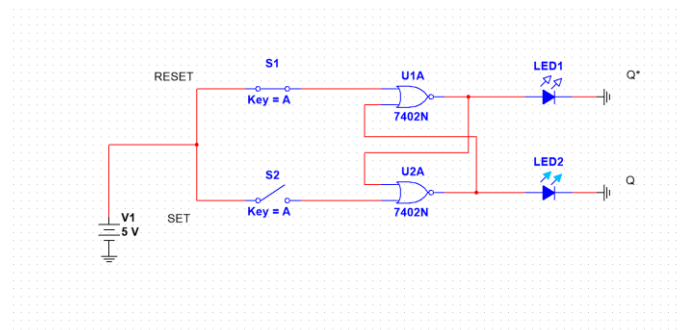 RESET
S1
Key = A
U1A
7402N
LED1
Q*
S2
Key = A
SET
U2A
7402N
LED2
Q
V1
5 V